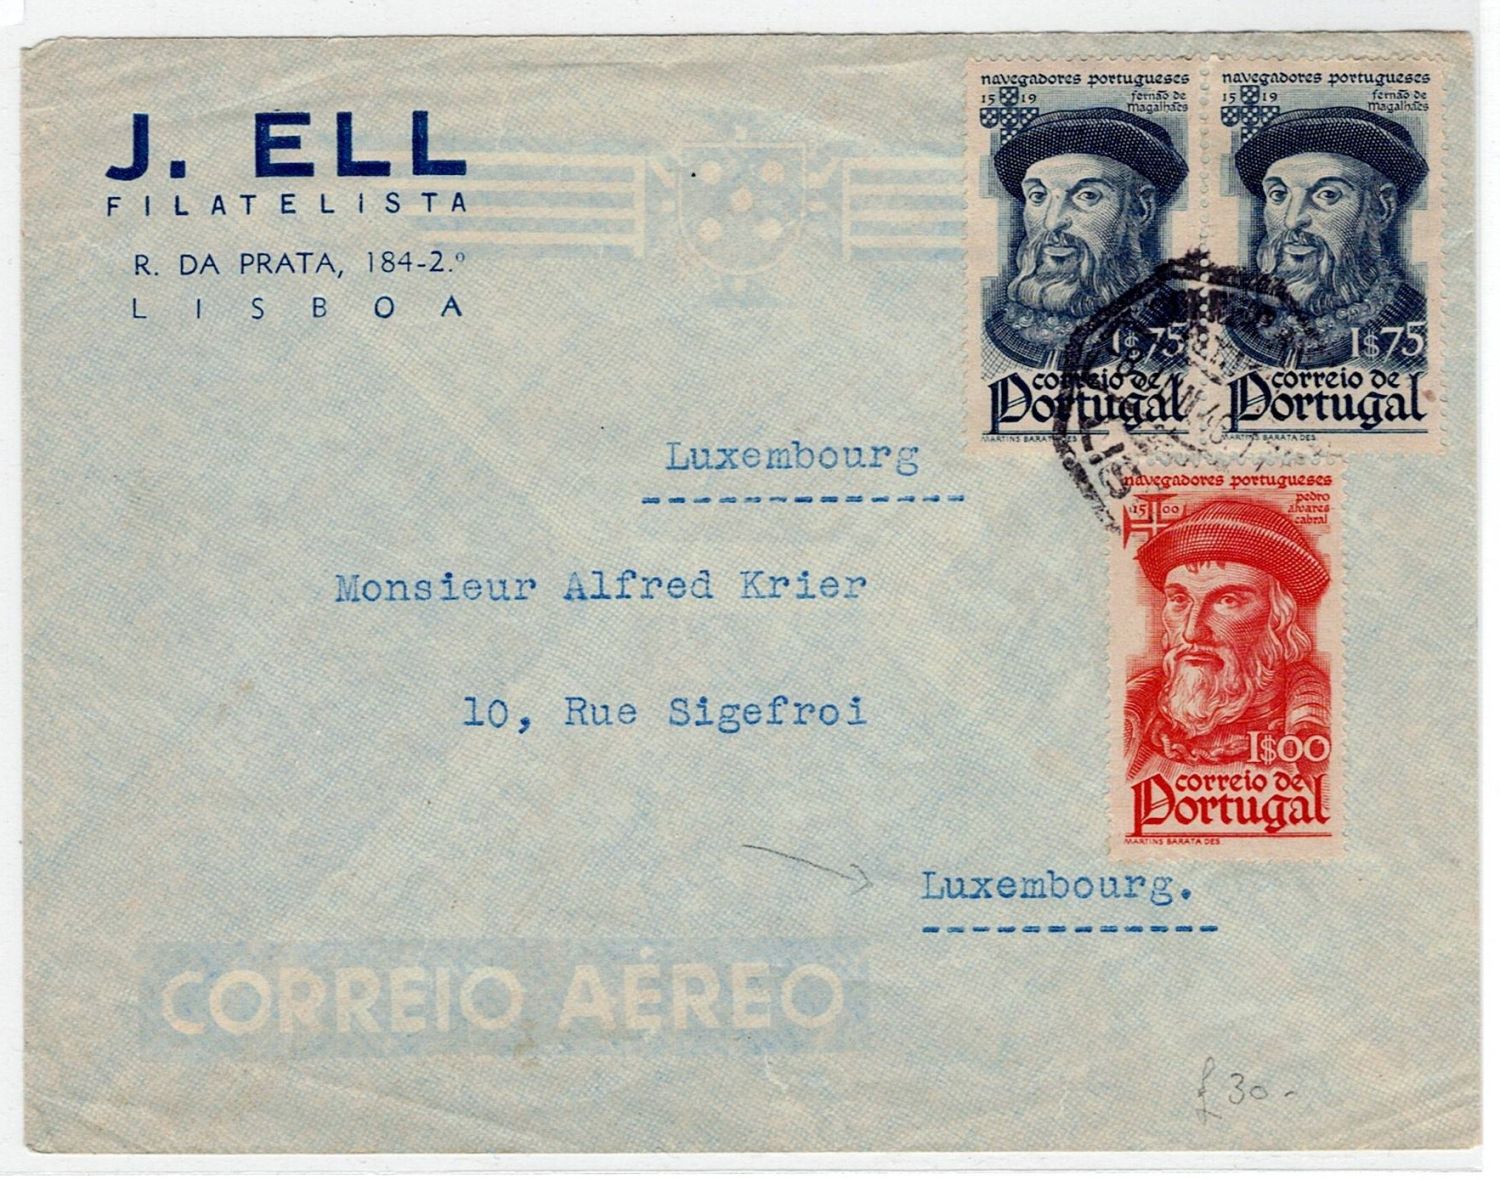 J. ELL
FILATELISTA
R. DA PRATA, 184-2.º
LISBOA
navegadores portugueses
1519
fernão de
Magalhães
1$75
correio de
Portugal
MARTINS BARATA DES.
navegadores portugueses
1519
fernão de
Magalhães
1$75
correio de
Portugal
MARTINS BARATA DES.
Luxembourg
navegadores portugueses
1500
pedro
alvares
cabral
1$00
correio de
Portugal
MARTINS BARATA DES.
Monsieur Alfred Krier
10, Rue Sigefroi
Luxembourg.
CORREIO AÉREO
£30-